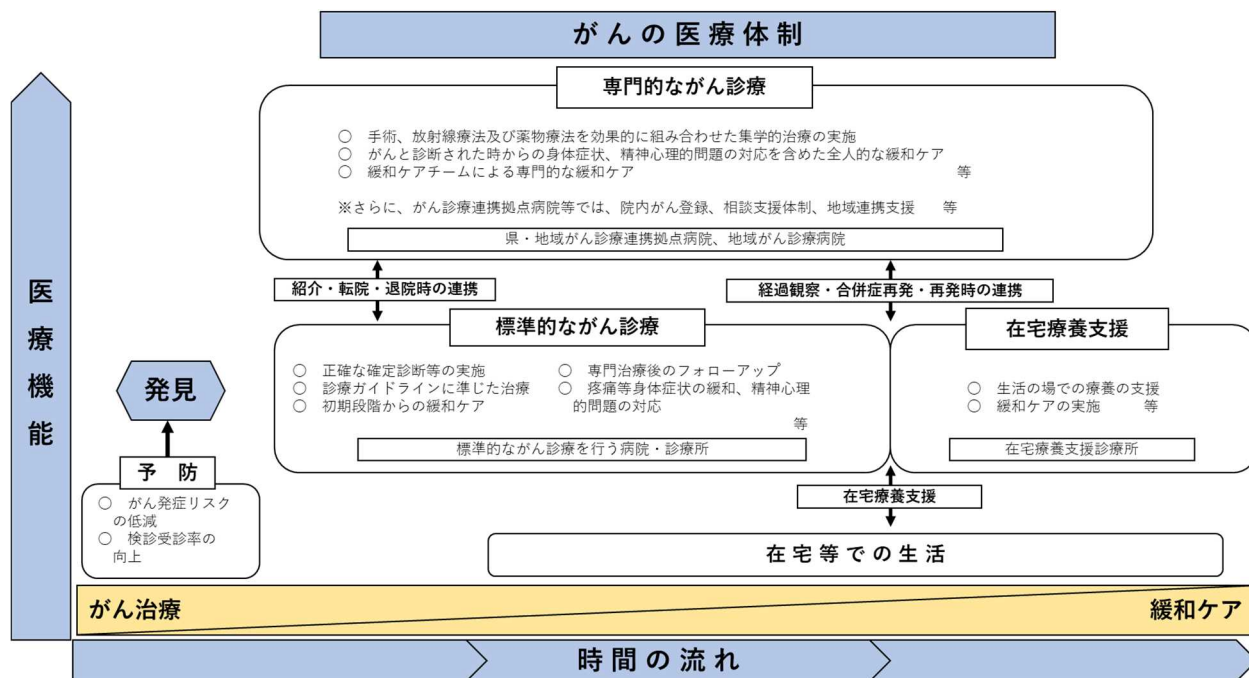 がんの医療体制
専門的ながん診療
○ 手術、放射線療法及び薬物療法を効果的に組み合わせた集学的治療の実施
○ がんと診断された時からの身体症状、精神心理的問題の対応を含めた全人的な緩和ケア
○ 緩和ケアチームによる専門的な緩和ケア 等
※さらに、がん診療連携拠点病院等では、院内がん登録、相談支援体制、地域連携支援 等
県・地域がん診療連携拠点病院、地域がん診療病院
紹介・転院・退院時の連携
経過観察・合併症再発・再発時の連携
医療機能
標準的ながん診療
○ 正確な確定診断等の実施
○ 診療ガイドラインに準じた治療
○ 初期段階からの緩和ケア
○ 専門治療後のフォローアップ
○ 疼痛等身体症状の緩和、精神心理
的問題の対応
等
標準的ながん診療を行う病院・診療所
在宅療養支援
○ 生活の場での療養の支援
○ 緩和ケアの実施 等
在宅療養支援診療所
発見
予 防
○ がん発症リスク
の低減
○ 検診受診率の
向上
在宅療養支援
在宅等での生活
がん治療
緩和ケア
時間の流れ